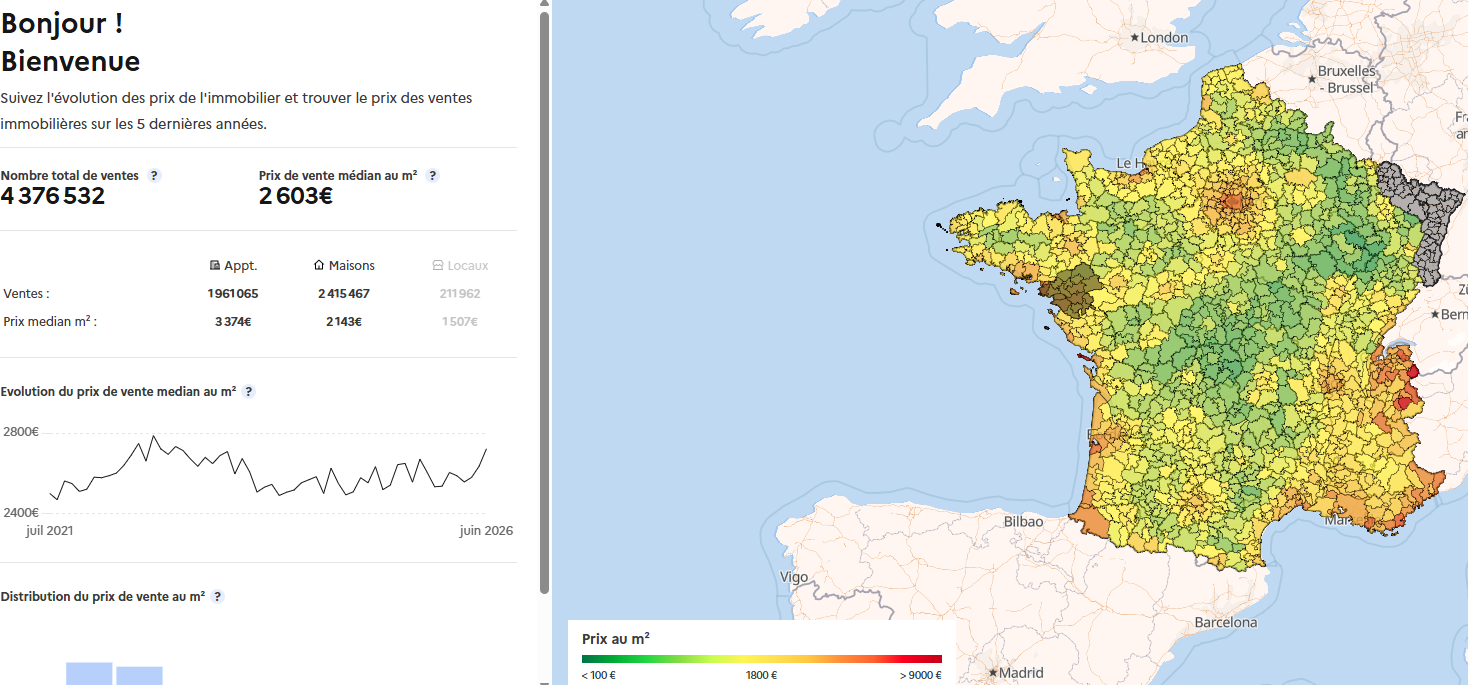 Bonjour !
Bienvenue
Suivez l'évolution des prix de l'immobilier et trouver le prix des ventes
immobilières sur les 5 dernières années.
Nombre total de ventes ?
4 376 532
Prix de vente médian au m² ?
2 603€
Appt. Maisons Locaux
Ventes : 1 961 065 2 415 467 211 962
Prix median m² : 3 374€ 2 143€ 1 507€
Evolution du prix de vente median au m² ?
2800€
2400€
juil 2021 juin 2026
Distribution du prix de vente au m² ?
London
Bruxelles
- Brussel
Le H
Bern
Mar
Bilbao
Vigo
Barcelona
Madrid
Prix au m²
< 100 € 1800 € > 9000 €